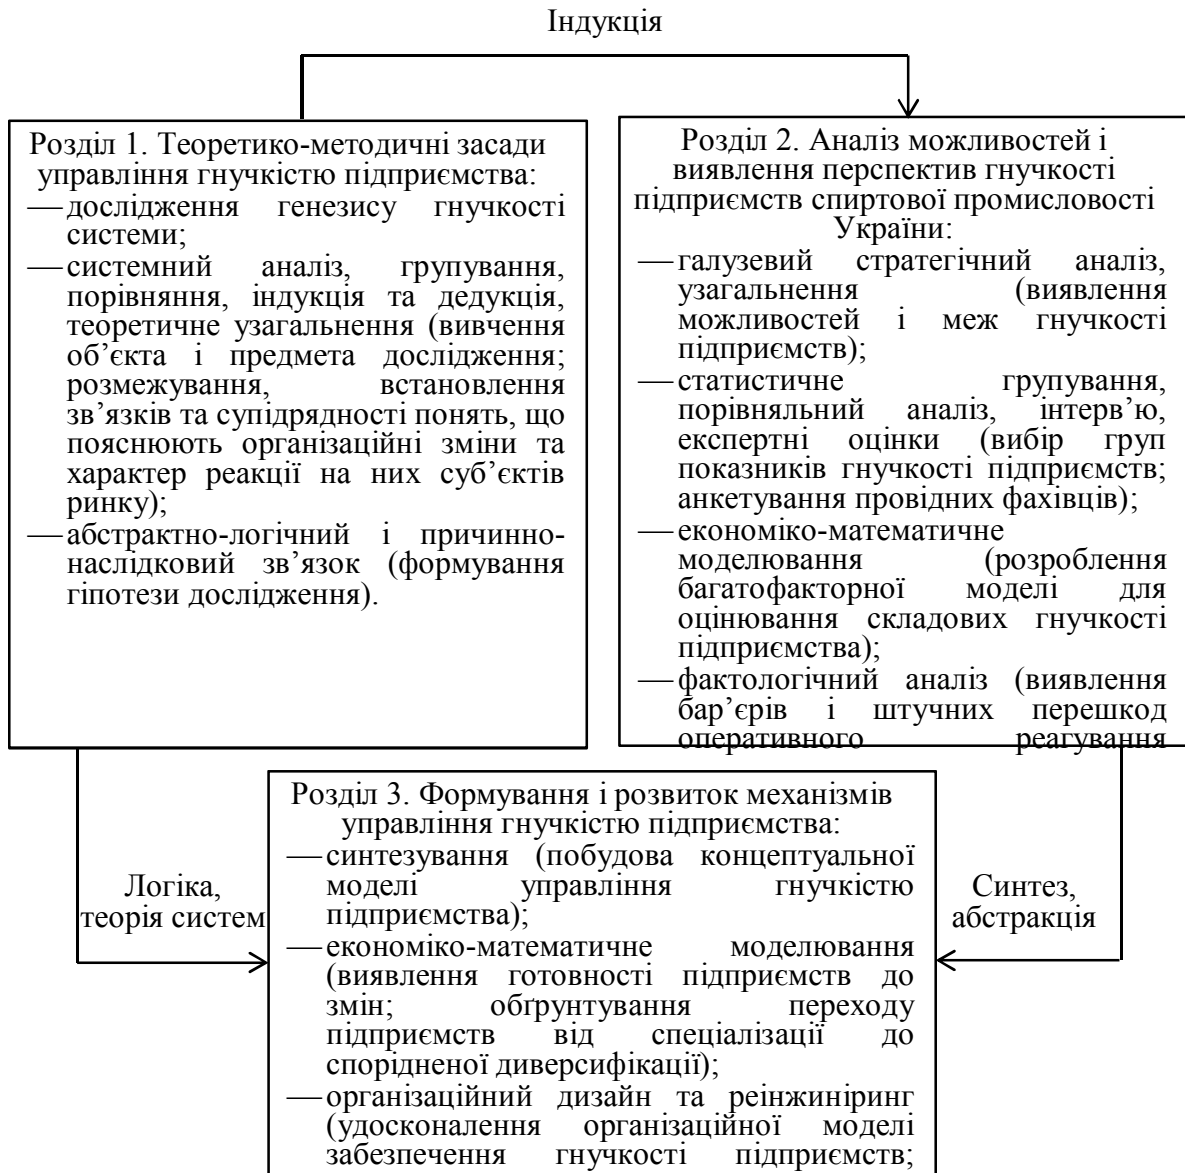 Індукція
Розділ 1. Теоретико-методичні засади
управління гнучкістю підприємства:
— дослідження генезису гнучкості
системи;
— системний аналіз, групування,
порівняння, індукція та дедукція,
теоретичне узагальнення (вивчення
об’єкта і предмета дослідження;
розмежування, встановлення
зв’язків та супідрядності понять, що
пояснюють організаційні зміни та
характер реакції на них суб’єктів
ринку);
— абстрактно-логічний і причинно-
наслідковий зв’язок (формування
гіпотези дослідження).
Розділ 2. Аналіз можливостей і
виявлення перспектив гнучкості
підприємств спиртової промисловості
України:
— галузевий стратегічний аналіз,
узагальнення (виявлення
можливостей і меж гнучкості
підприємств);
— статистичне групування,
порівняльний аналіз, інтерв’ю,
експертні оцінки (вибір груп
показників гнучкості підприємств;
анкетування провідних фахівців);
— економіко-математичне
моделювання (розроблення
багатофакторної моделі для
оцінювання складових гнучкості
підприємства);
— фактологічний аналіз (виявлення
бар’єрів і штучних перешкод
оперативного реагування
Логіка,
теорія систем
Розділ 3. Формування і розвиток механізмів
управління гнучкістю підприємства:
— синтезування (побудова концептуальної
моделі управління гнучкістю
підприємства);
— економіко-математичне моделювання
(виявлення готовності підприємств до
змін; обґрунтування переходу
підприємств від спеціалізації до
спорідненої диверсифікації);
— організаційний дизайн та реінжиніринг
(удосконалення організаційної моделі
забезпечення гнучкості підприємств;
Синтез,
абстракція